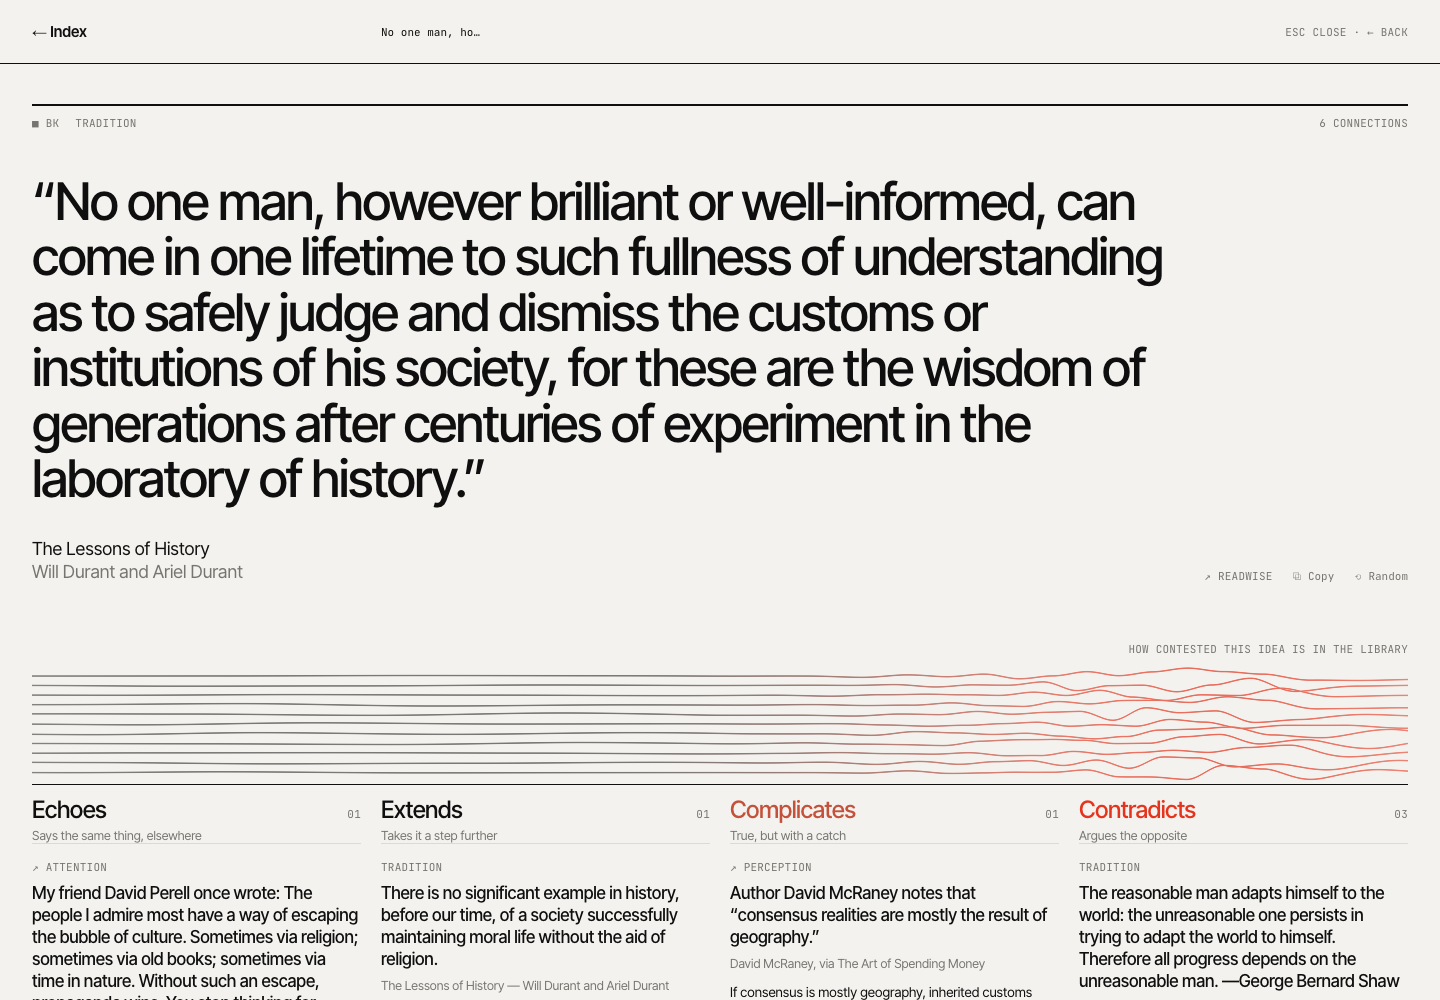 ← Index
No one man, ho…
ESC CLOSE · ← BACK
■ BK TRADITION
6 CONNECTIONS
“No one man, however brilliant or well-informed, can
come in one lifetime to such fullness of understanding
as to safely judge and dismiss the customs or
institutions of his society, for these are the wisdom of
generations after centuries of experiment in the
laboratory of history.”
The Lessons of History
Will Durant and Ariel Durant
↗ READWISE
Copy
Random
HOW CONTESTED THIS IDEA IS IN THE LIBRARY
Echoes
01
Says the same thing, elsewhere
↗ ATTENTION
My friend David Perell once wrote: The
people I admire most have a way of escaping
the bubble of culture. Sometimes via religion;
sometimes via old books; sometimes via
time in nature. Without such an escape,
propaganda wins. You stop thinking for
Extends
01
Takes it a step further
TRADITION
There is no significant example in history,
before our time, of a society successfully
maintaining moral life without the aid of
religion.
The Lessons of History — Will Durant and Ariel Durant
Complicates
01
True, but with a catch
↗ PERCEPTION
Author David McRaney notes that
“consensus realities are mostly the result of
geography.”
David McRaney, via The Art of Spending Money
If consensus is mostly geography, inherited customs
Contradicts
03
Argues the opposite
TRADITION
The reasonable man adapts himself to the
world: the unreasonable one persists in
trying to adapt the world to himself.
Therefore all progress depends on the
unreasonable man. —George Bernard Shaw